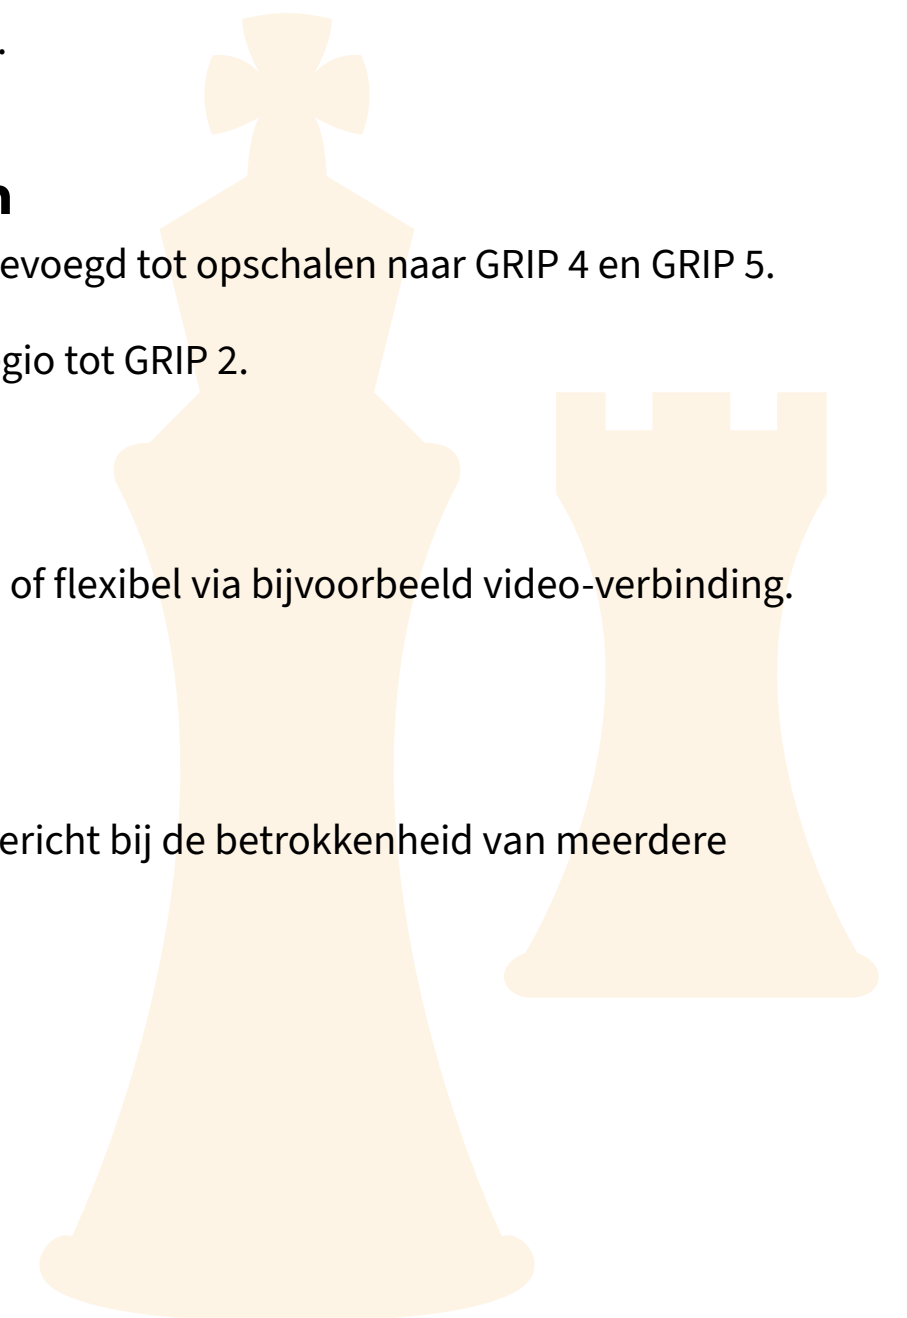 .
n
evoegd tot opschalen naar GRIP 4 en GRIP 5.
gio tot GRIP 2.
of flexibel via bijvoorbeeld video-verbinding.
ericht bij de betrokkenheid van meerdere